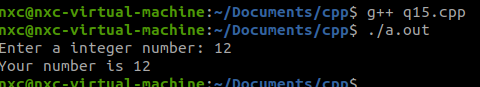 nxc@nxc-virtual-machine:~/Documents/cpp$ g++ q15.cpp
nxc@nxc-virtual-machine:~/Documents/cpp$ ./a.out
Enter a integer number: 12
Your number is 12
nxc@nxc-virtual-machine:~/Documents/cpp$